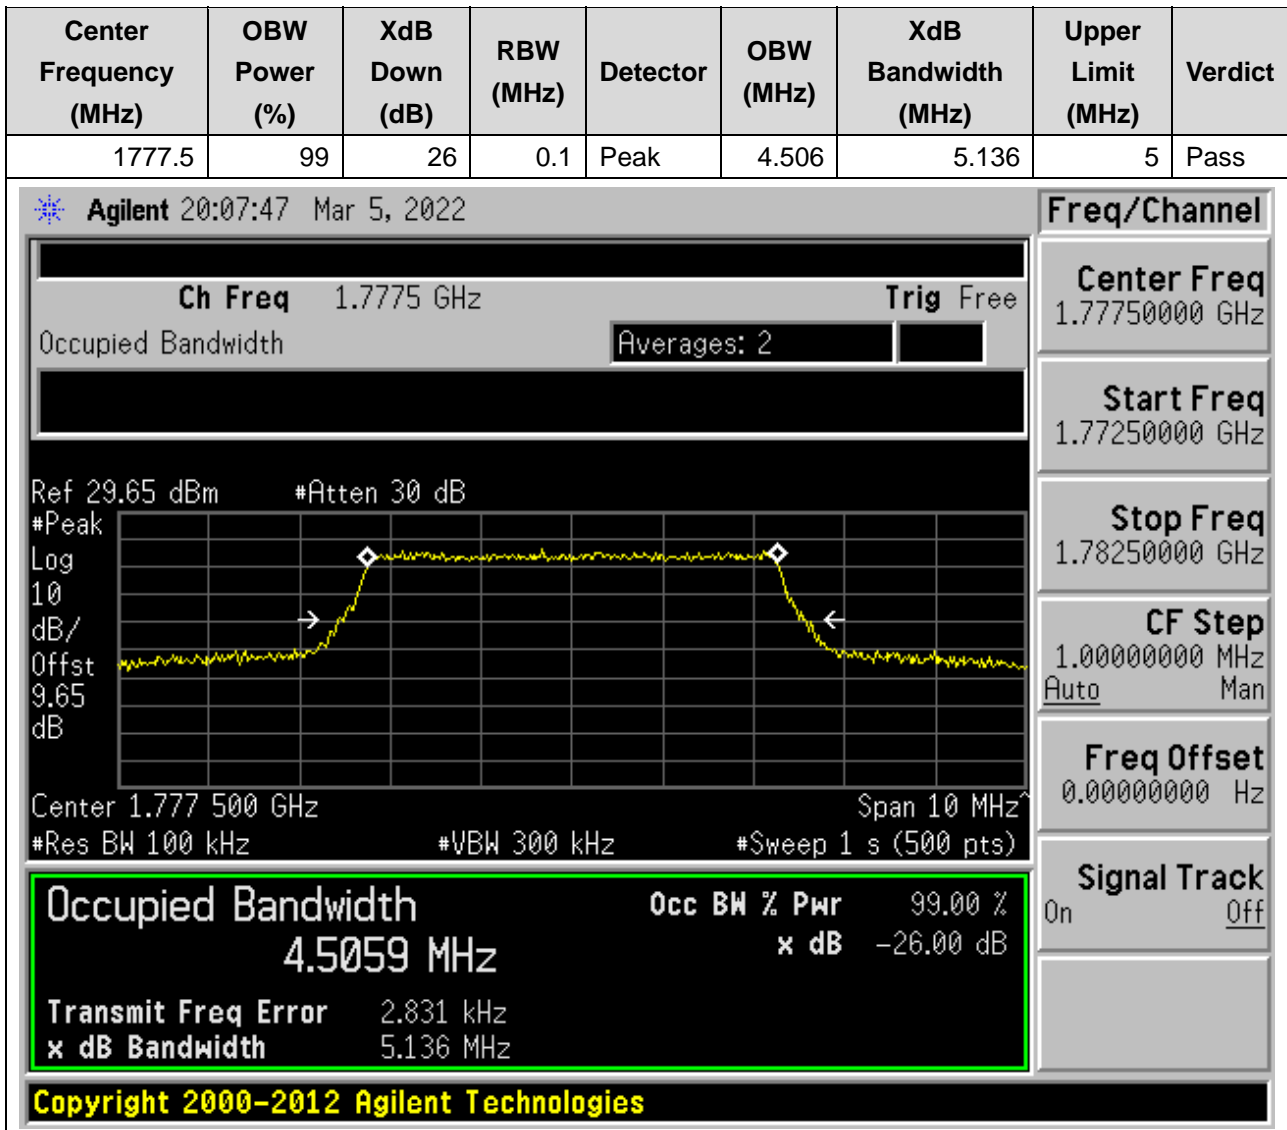 Center Frequency (MHz) OBW Power (%) XdB Down (dB) RBW (MHz) Detector OBW (MHz) XdB Bandwidth (MHz) Upper Limit (MHz) Verdict
1777.5 99 26 0.1 Peak 4.506 5.136 5 Pass
Agilent 20:07:47 Mar 5, 2022
Freq/Channel
Ch Freq 1.7775 GHz Trig Free
Occupied Bandwidth Averages: 2
Ref 29.65 dBm #Atten 30 dB
#Peak
Log
10
dB/
Offst
9.65
dB
Center 1.777 500 GHz Span 10 MHz^
#Res BW 100 kHz #VBW 300 kHz #Sweep 1 s (500 pts)
Occupied Bandwidth Occ BW % Pwr 99.00 %
4.5059 MHz x dB -26.00 dB
Transmit Freq Error 2.831 kHz
x dB Bandwidth 5.136 MHz
Center Freq
1.77750000 GHz
Start Freq
1.77250000 GHz
Stop Freq
1.78250000 GHz
CF Step
1.00000000 MHz
Auto Man
Freq Offset
0.00000000 Hz
Signal Track
On Off
Copyright 2000-2012 Agilent Technologies